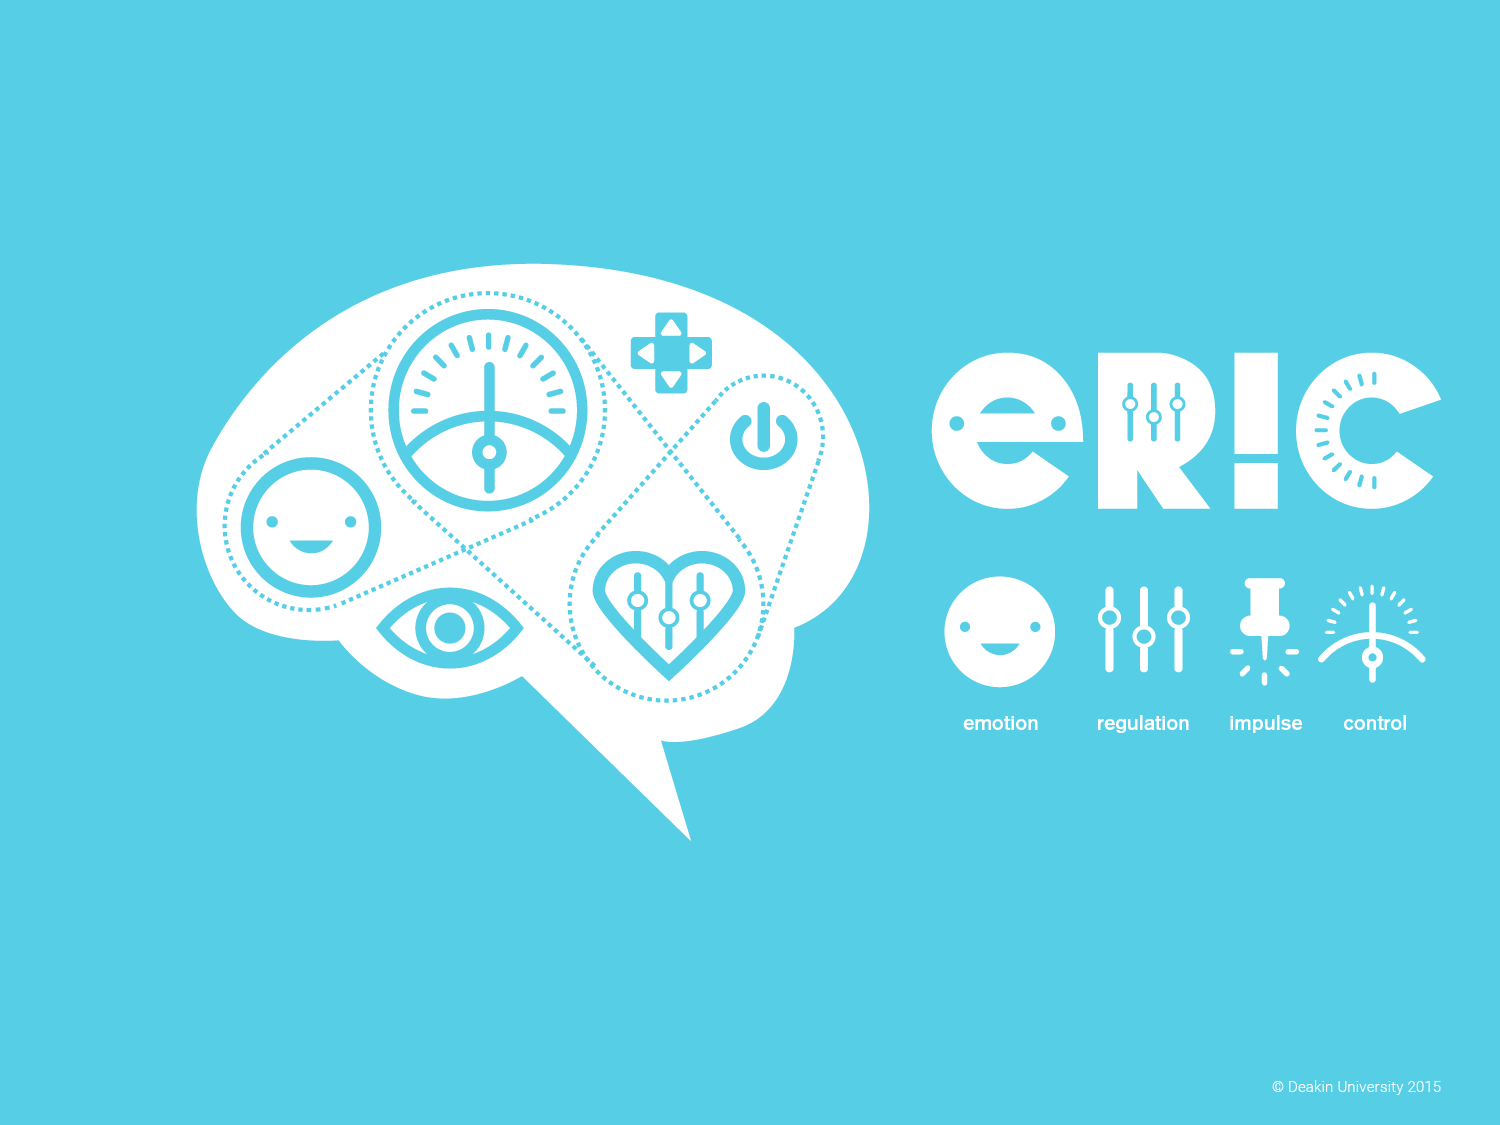 eR!C
emotion regulation impulse control
© Deakin University 2015